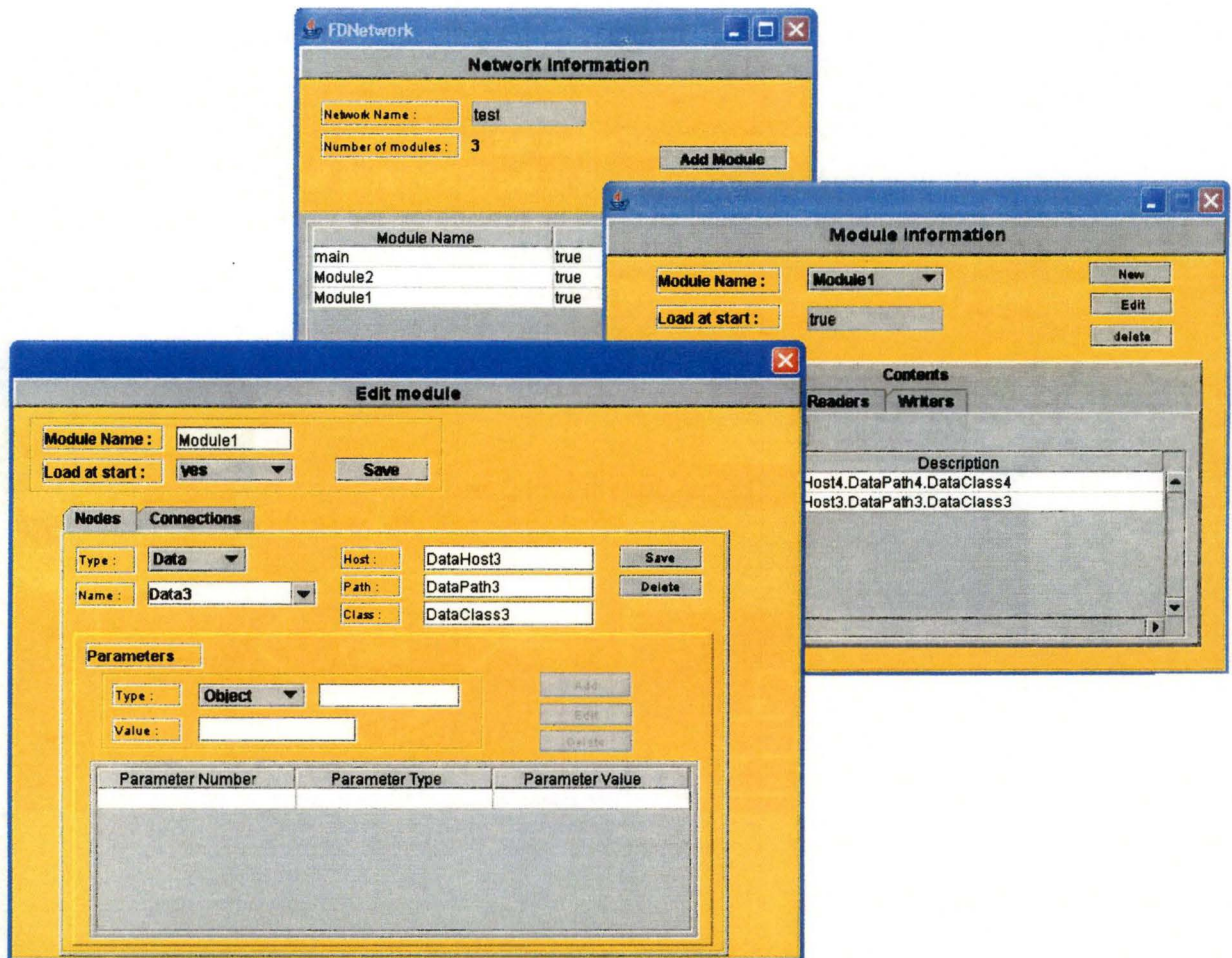 FDNetwork
Network Information
Network Name : test
Number of modules : 3
Add Module
Module Name
main true
Module2 true
Module1 true
Module information
Module Name : Module1 New
Load at start : true Edit
delete
Contents
Readers Writers
Description
Host4.DataPath4.DataClass4
Host3.DataPath3.DataClass3
Edit module
Module Name : Module1
Load at start : yes Save
Nodes Connections
Type : Data Host : DataHost3 Save
Name : Data3 Path : DataPath3 Delete
Class : DataClass3
Parameters
Type : Object Add
Edit
Value :
Delete
Parameter Number Parameter Type Parameter Value